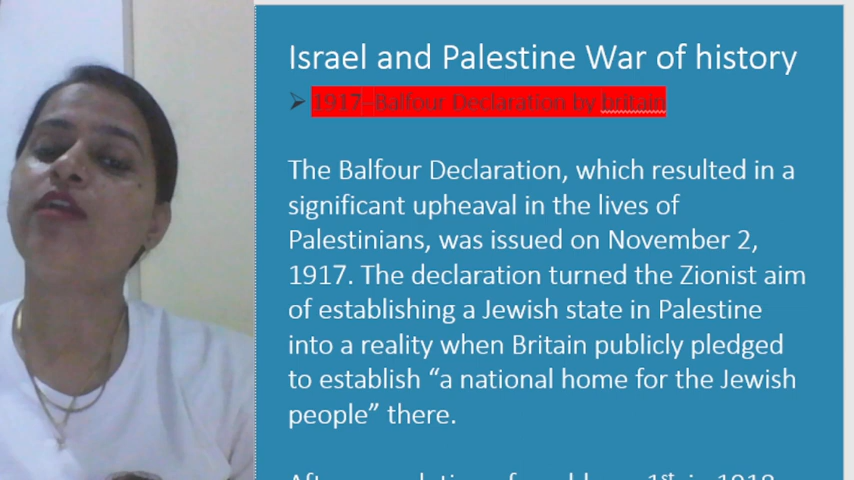 Israel and Palestine War of history
1917-Balfour Declaration by britain
The Balfour Declaration, which resulted in a
significant upheaval in the lives of
Palestinians, was issued on November 2,
1917. The declaration turned the Zionist aim
of establishing a Jewish state in Palestine
into a reality when Britain publicly pledged
to establish “a national home for the Jewish
people” there.
1st in 1918